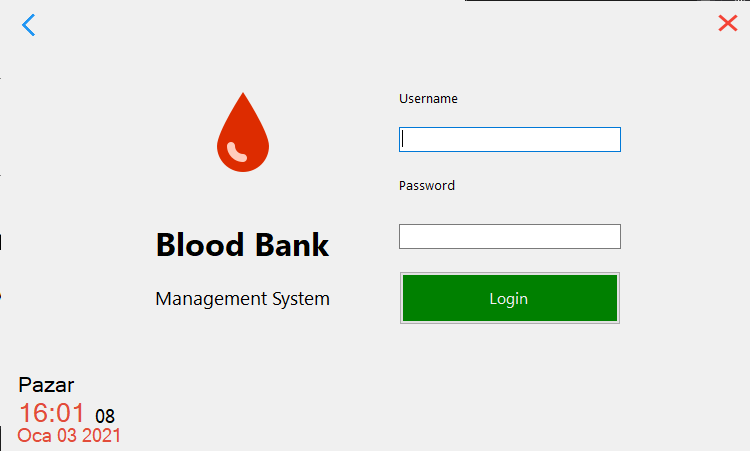 Username
Password
Blood Bank
Management System
Login
Pazar
16:01 08
Oca 03 2021